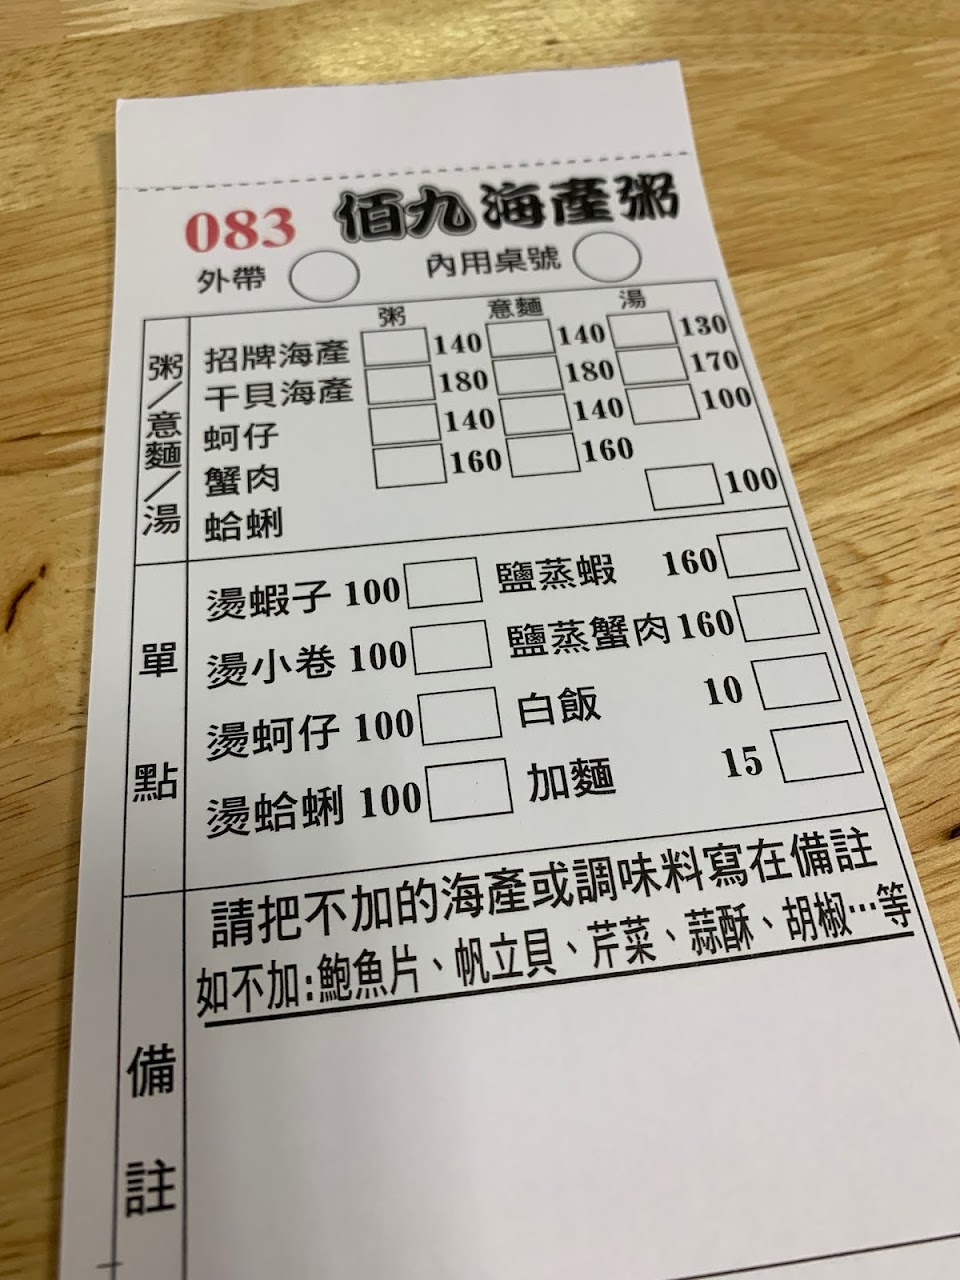 083 佰九海產粥
外帶 內用桌號
粥 意麵 湯
粥/意麵/湯
招牌海產 140 140 130
干貝海產 180 180 170
蚵仔 140 140 100
蟹肉 160 160
蛤蜊 100
單點
燙蝦子 100 鹽蒸蝦 160
燙小卷 100 鹽蒸蟹肉 160
燙蚵仔 100 白飯 10
燙蛤蜊 100 加麵 15
備註
請把不加的海產或調味料寫在備註
如不加:鮑魚片、帆立貝、芹菜、蒜酥、胡椒…等